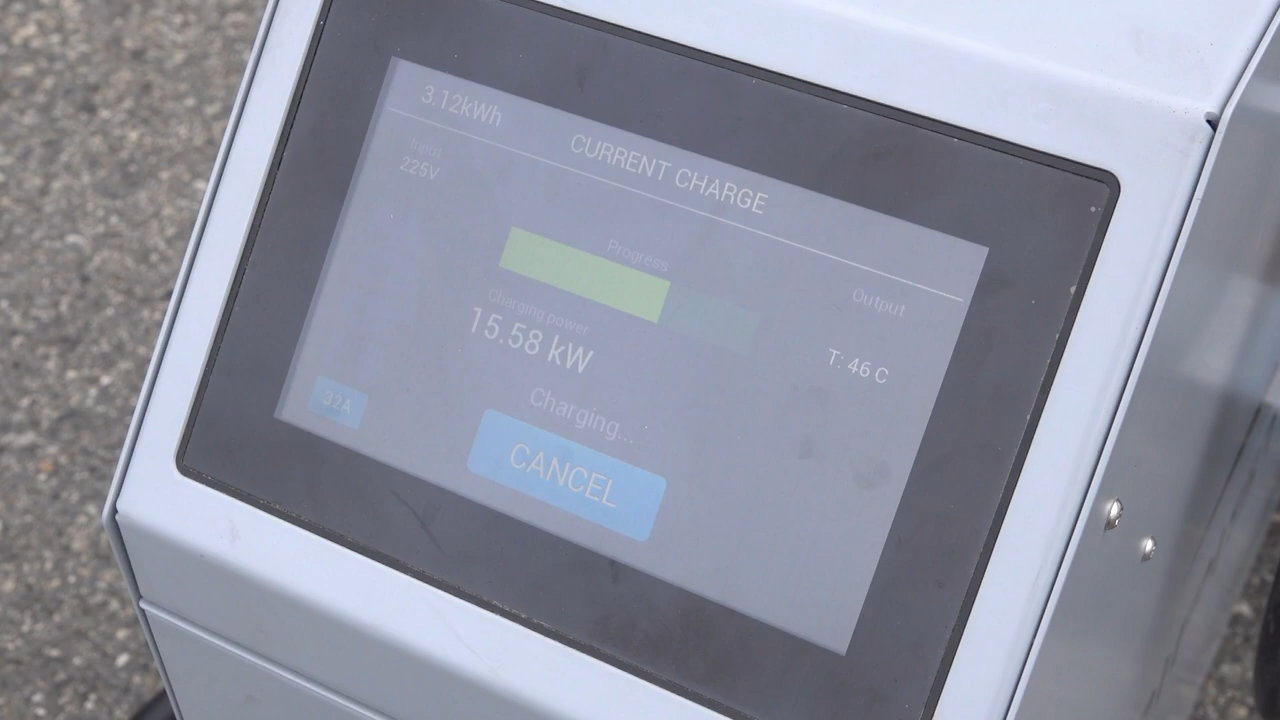 3.12kWh
CURRENT CHARGE
Input
225V
Progress
Output
Charging power
15.58 kW
T: 46 C
32A
Charging...
CANCEL